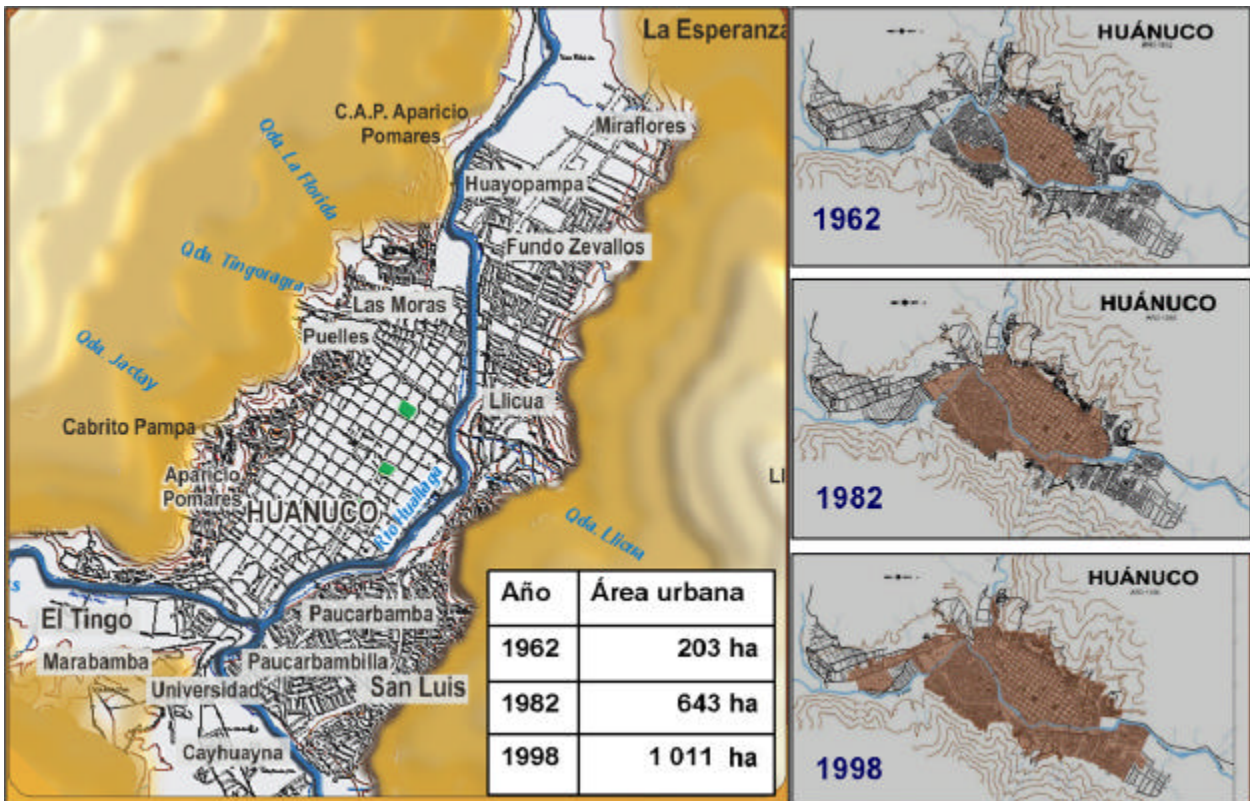 La Esperanza
C.A.P. Aparicio
Pomares
Miraflores
Qda. La Florida
Huayopampa
Qda. Tingoragra
Fundo Zevallos
Las Moras
Puelles
Qda. Jactay
Llicua
Cabrito Pampa
Aparicio
Pomares
HUANUCO
Río Huallaga
Ll
Qda. Llicua
El Tingo
Paucarbamba
Marabamba
Paucarbambilla
Universidad
San Luis
Cayhuayna
Año Área urbana
1962 203 ha
1982 643 ha
1998 1 011 ha
HUÁNUCO
1962
HUÁNUCO
1982
HUÁNUCO
1998